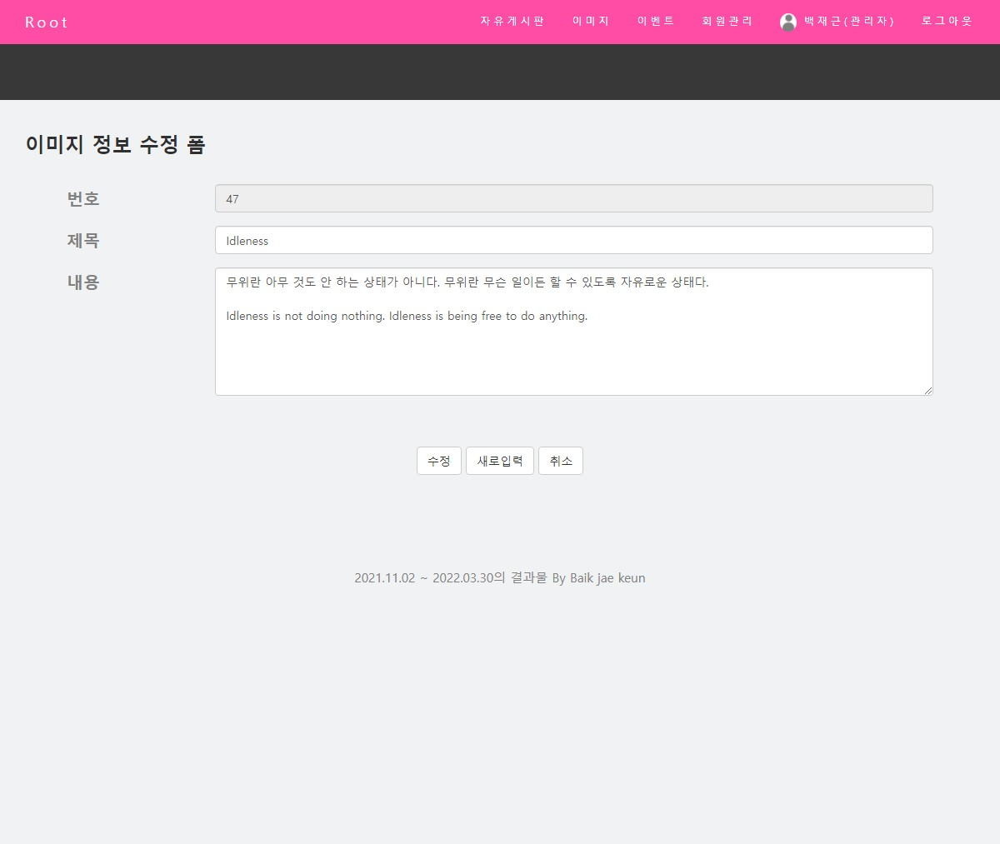 Root
자유게시판 이미지 이벤트 회원관리 백재근(관리자) 로그아웃
이미지 정보 수정 폼
번호 47
제목 Idleness
내용 무위란 아무 것도 안 하는 상태가 아니다. 무위란 무슨 일이든 할 수 있도록 자유로운 상태다.
Idleness is not doing nothing. Idleness is being free to do anything.
수정 새로입력 취소
2021.11.02 ~ 2022.03.30의 결과물 By Baik jae keun